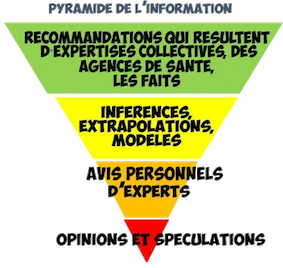 PYRAMIDE DE L'INFORMATION
RECOMMANDATIONS QUI RESULTENT
D'EXPERTISES COLLECTIVES, DES
AGENCES DE SANTE,
LES FAITS
INFERENCES,
EXTRAPOLATIONS,
MODELES
AVIS PERSONNELS
D'EXPERTS
OPINIONS ET SPECULATIONS